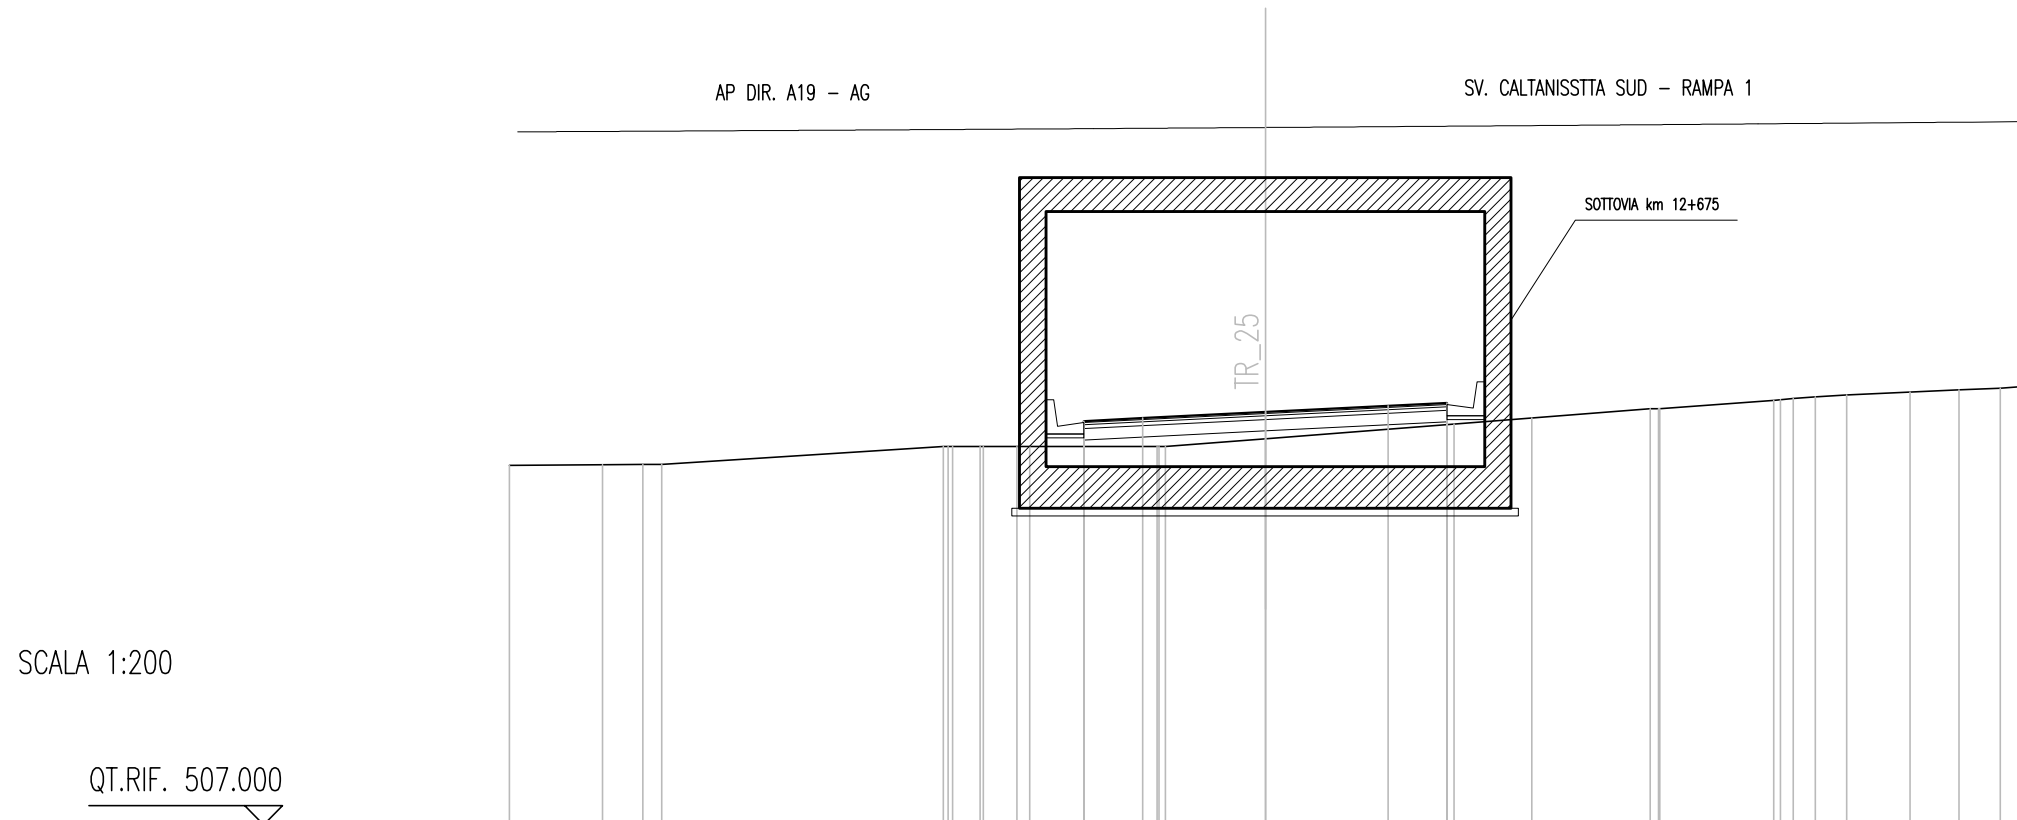 AP DIR. A19 - AG
SV. CALTANISSTTA SUD - RAMPA 1
SOTTOVIA km 12+675
TR_25
SCALA 1:200
QT.RIF. 507.000